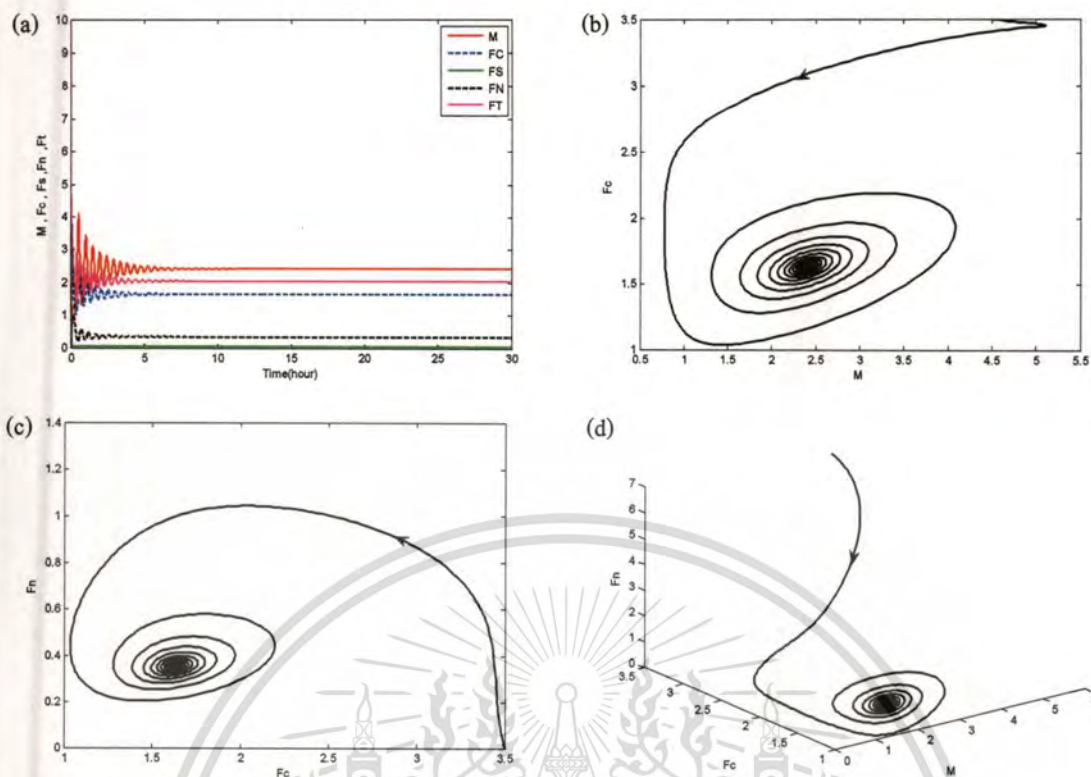 (a)
10
9
8
7
6
5
4
3
2
1
0
M , Fc , Fs ,Fn ,Ft
0 5 10 15 20 25 30
Time(hour)
M
FC
FS
FN
FT
(b)
3.5
3
2.5
2
1.5
1
Fc
0.5 1 1.5 2 2.5 3 3.5 4 4.5 5 5.5
M
(c)
1.4
1.2
1
0.8
0.6
0.4
0.2
0
Fn
1 1.5 2 2.5 3 3.5
Fc
(d)
7
6
5
4
3
2
1
0
Fn
3.5
3
2.5
2
1.5
1
Fc
0 1 2 3 4 5
M